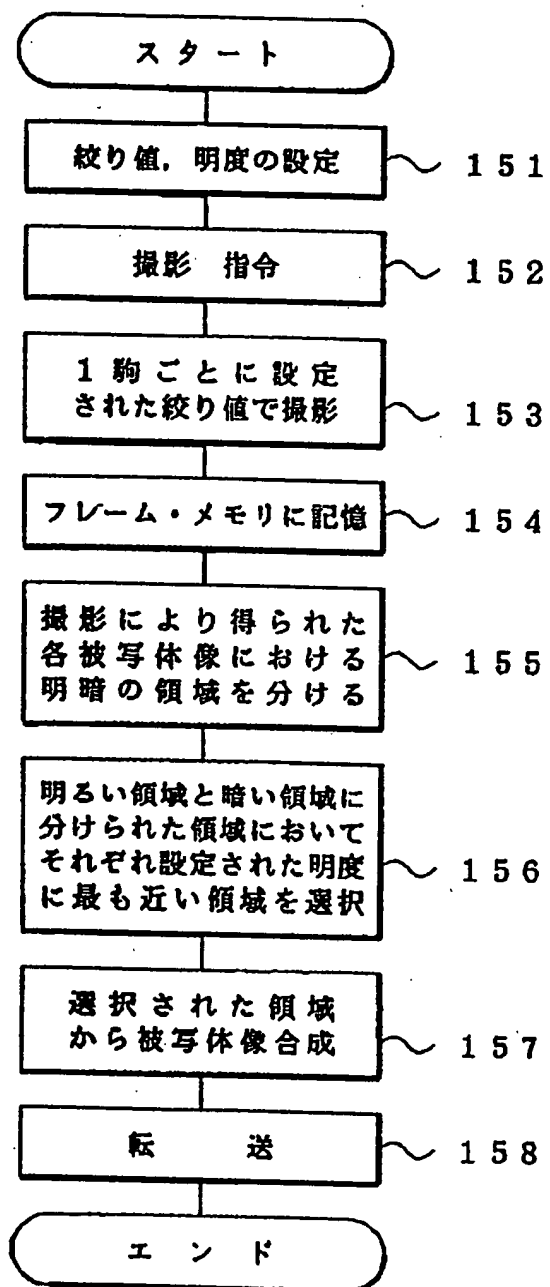 スタート
絞り値,明度の設定
151
撮影 指令
152
1駒ごとに設定
された絞り値で撮影
153
フレーム・メモリに記憶
154
撮影により得られた
各被写体像における
明暗の領域を分ける
155
明るい領域と暗い領域に
分けられた領域において
それぞれ設定された明度
に最も近い領域を選択
156
選択された領域
から被写体像合成
157
転 送
158
エンド